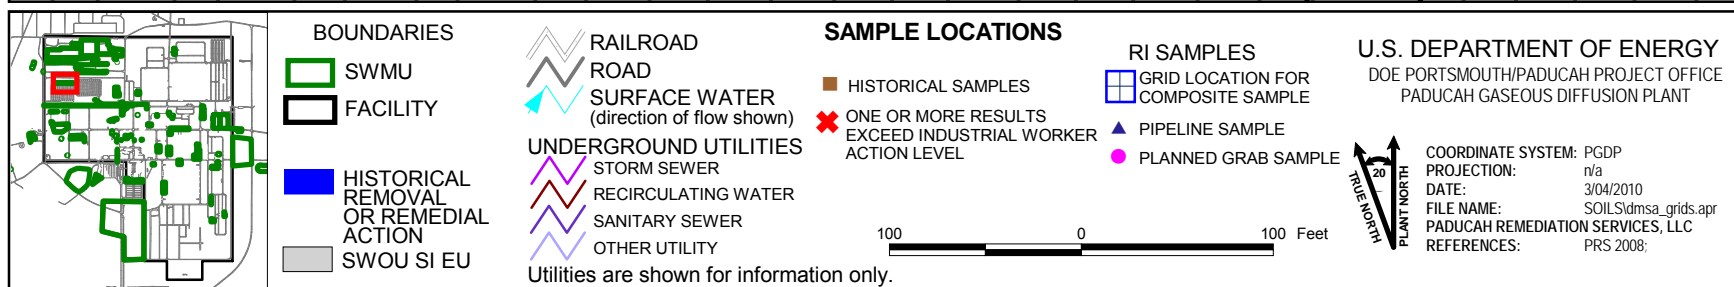 BOUNDARIES
SWMU
FACILITY
HISTORICAL
REMOVAL
OR REMEDIAL
ACTION
SWOU SI EU
RAILROAD
ROAD
SURFACE WATER
(direction of flow shown)
UNDERGROUND UTILITIES
STORM SEWER
RECIRCULATING WATER
SANITARY SEWER
OTHER UTILITY
Utilities are shown for information only.
SAMPLE LOCATIONS
HISTORICAL SAMPLES
ONE OR MORE RESULTS
EXCEED INDUSTRIAL WORKER
ACTION LEVEL
RI SAMPLES
GRID LOCATION FOR
COMPOSITE SAMPLE
PIPELINE SAMPLE
PLANNED GRAB SAMPLE
100 0 100 Feet
U.S. DEPARTMENT OF ENERGY
DOE PORTSMOUTH/PADUCAH PROJECT OFFICE
PADUCAH GASEOUS DIFFUSION PLANT
20
TRUE NORTH
PLANT NORTH
COORDINATE SYSTEM: PGDP
PROJECTION: n/a
DATE: 3/04/2010
FILE NAME: SOILS\dmsa_grids.apr
PADUCAH REMEDIATION SERVICES, LLC
REFERENCES: PRS 2008;